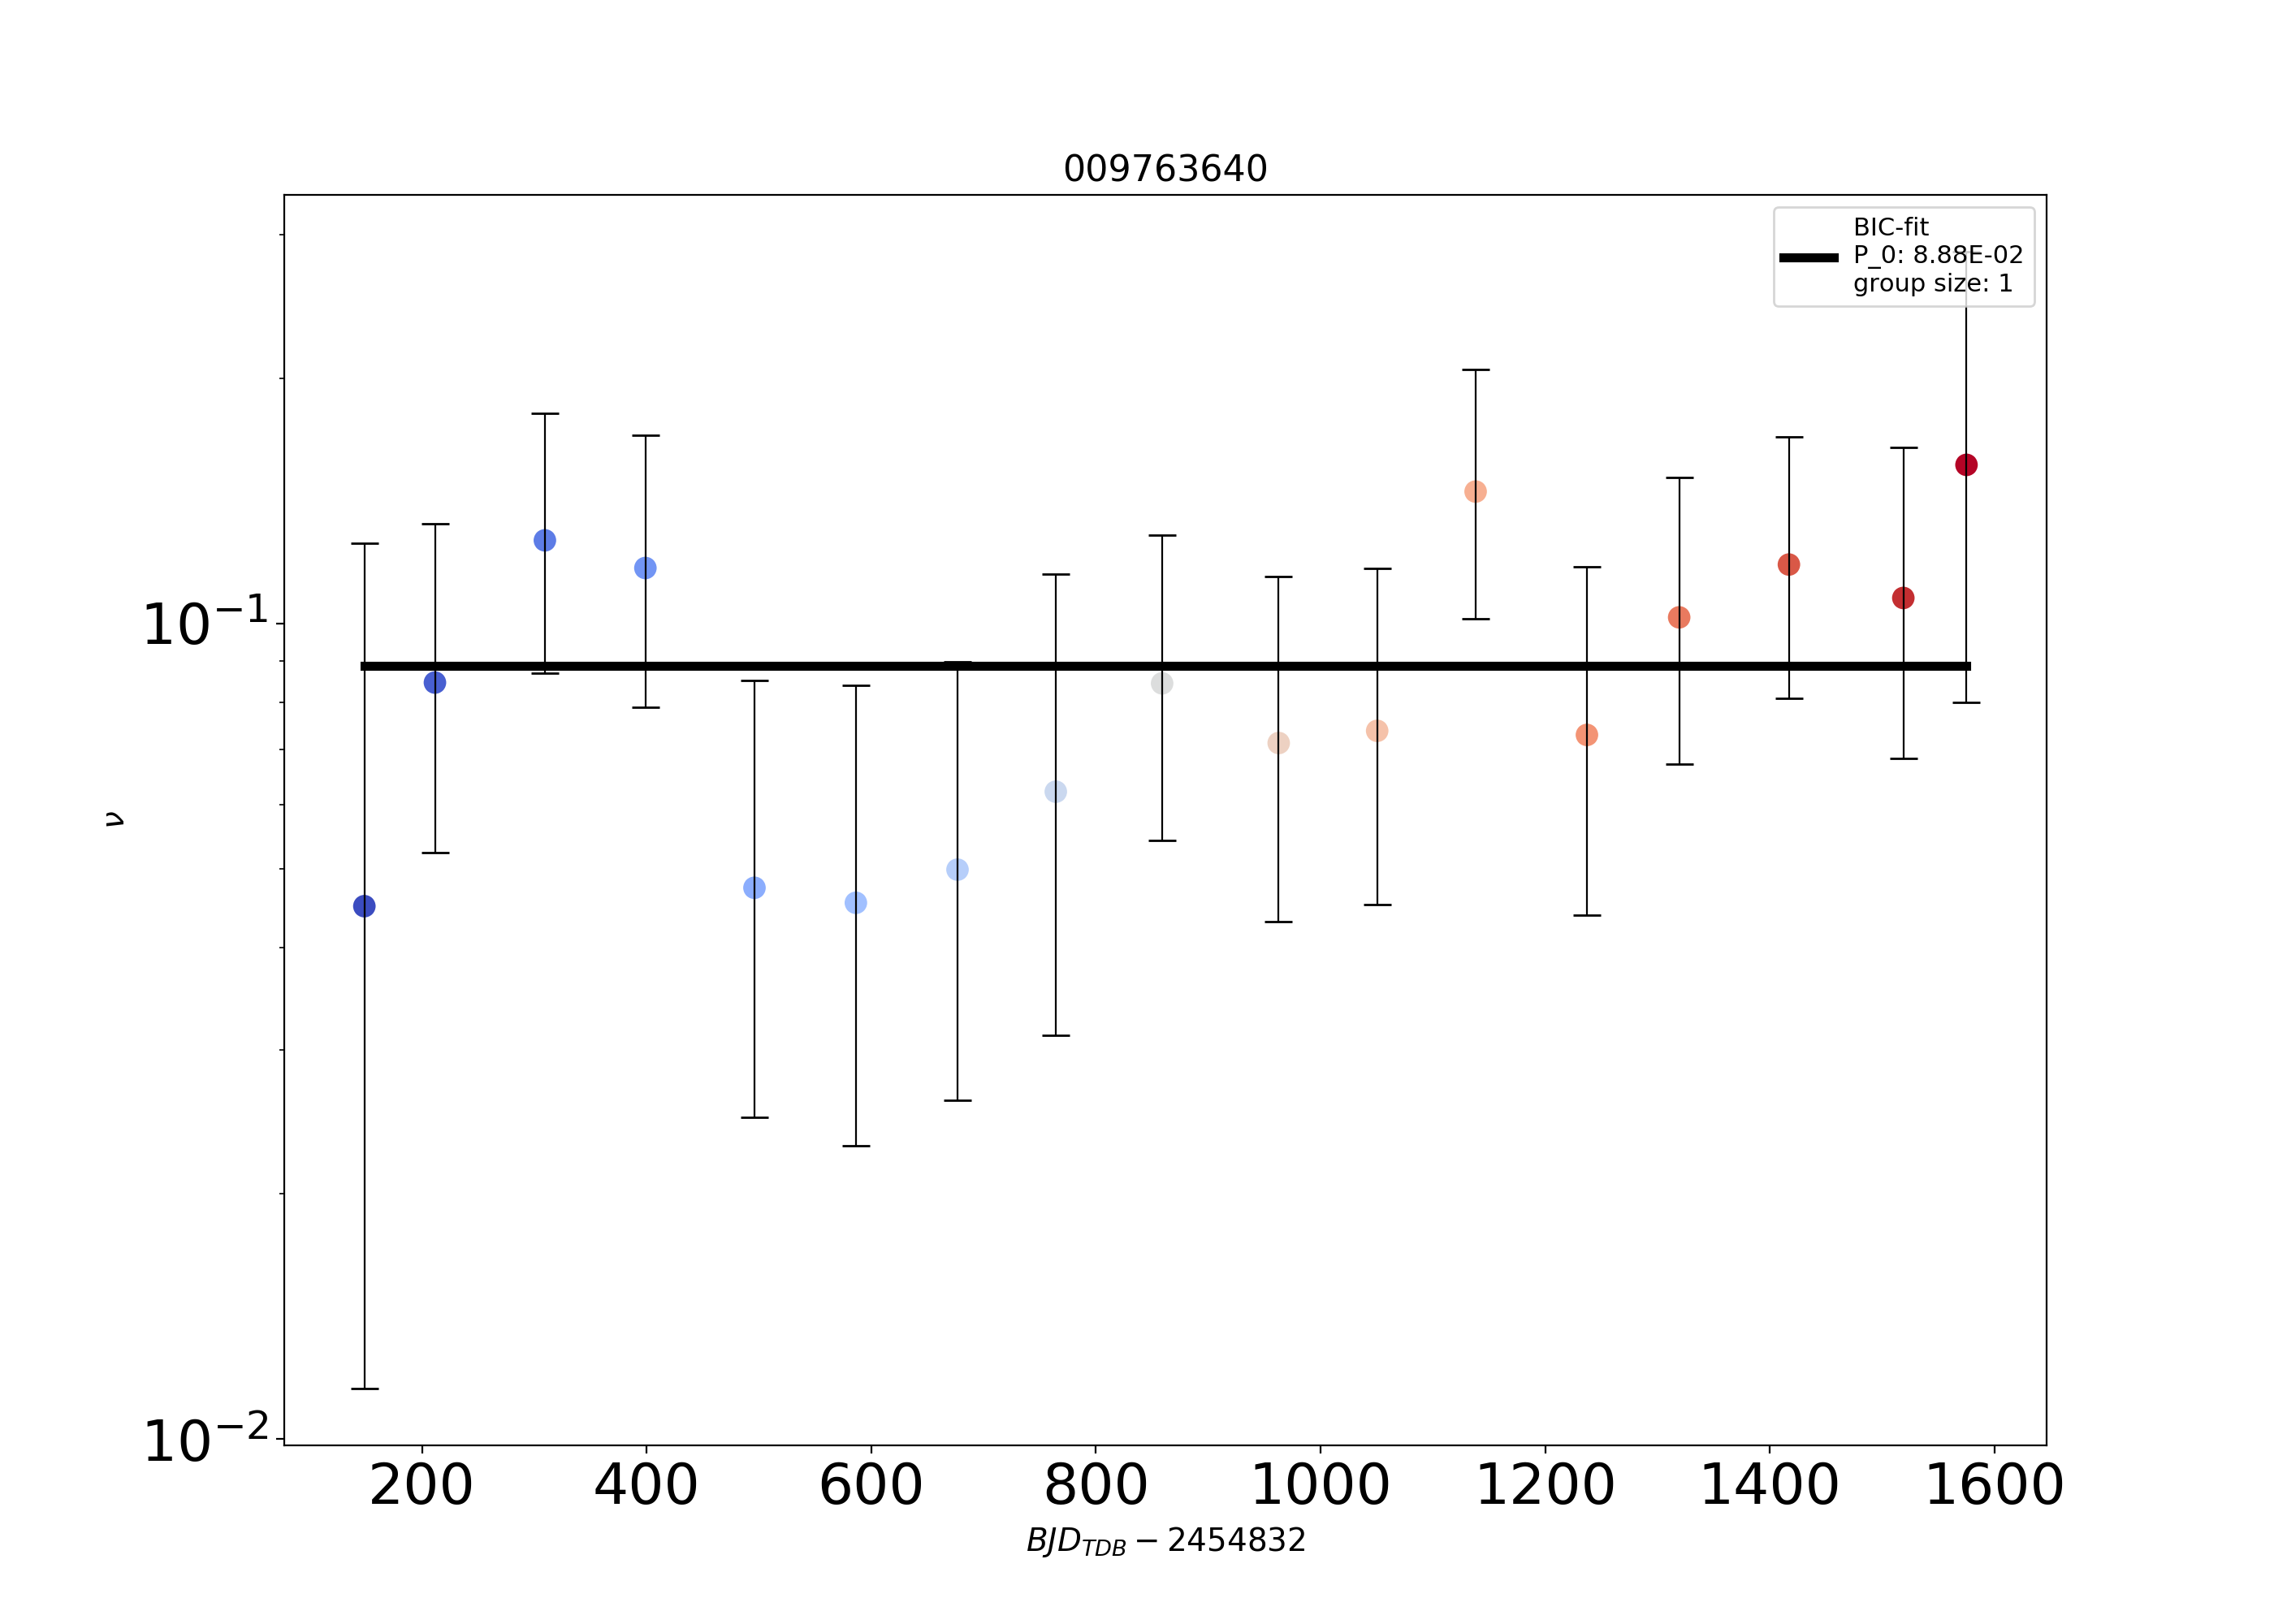 009763640
BIC-fit
P_0: 8.88E-02
group size: 1
10⁻¹
ν
10⁻²
200 400 600 800 1000 1200 1400 1600
BJD_TDB − 2454832